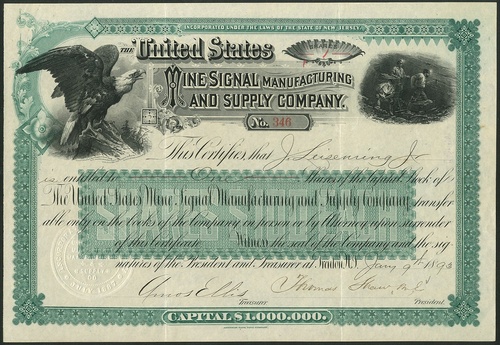 INCORPORATED UNDER THE LAWS OF THE STATE OF NEW JERSEY.
THE United States
MINE SIGNAL MANUFACTURING
AND SUPPLY COMPANY.
No. 346
This Certifies, that J. Leisenring Jr
is entitled to One Shares of the Capital Stock of
The United States Mine Signal Manufacturing and Supply Company, transfer
able only on the books of the Company in person or by Attorney upon surrender
of this Certificate Witness the seal of the Company and the sig-
natures of the President and Treasurer at Camden N.J. Jany 9th 1893
Amos Ellis Thomas Shaw
Treasurer President
CAPITAL $1,000,000.